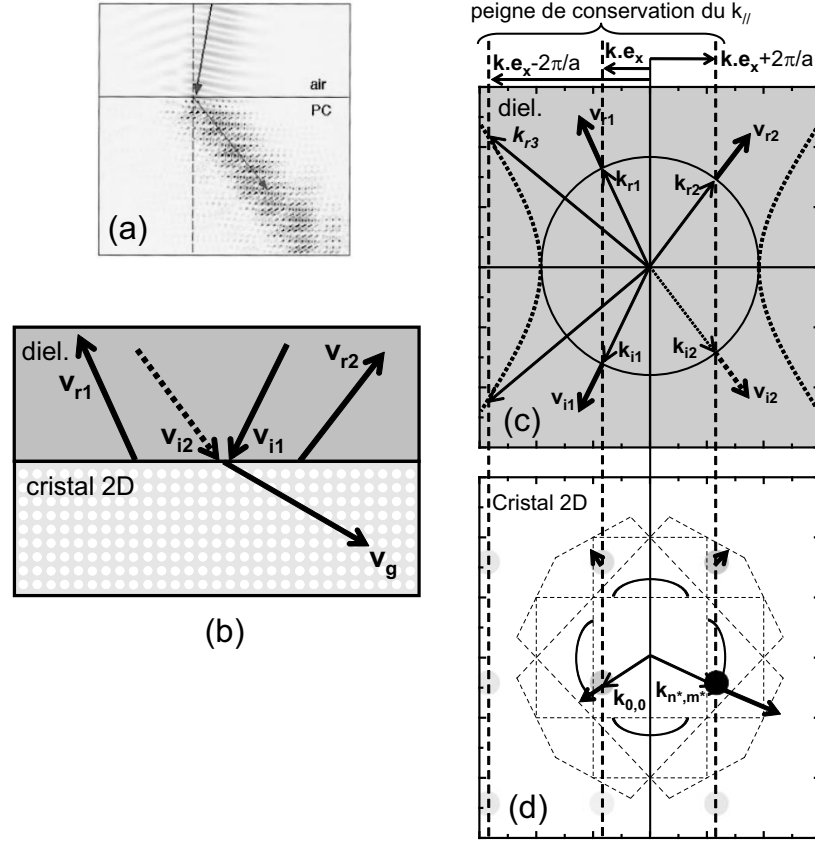 peigne de conservation du k//
k.ex-2π/a
k.ex
k.ex+2π/a
air
PC
(a)
diel.
vr1
vr2
vi2
vi1
cristal 2D
vg
(b)
diel.
vr1
vr2
kr3
kr1
kr2
ki1
ki2
vi1
vi2
(c)
Cristal 2D
k0,0
kn*,m*
(d)